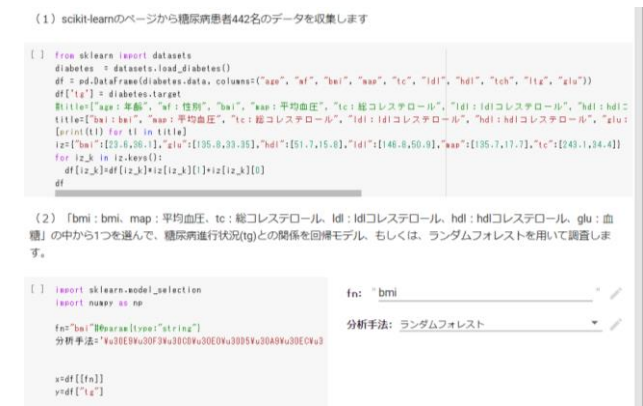 （1）scikit-learnのページから糖尿病患者442名のデータを収集します
[ ] from sklearn import datasets
diabetes = datasets.load_diabetes()
df = pd.DataFrame(diabetes.data, columns=("age", "mf", "bmi", "map", "tc", "ldl", "hdl", "tch", "ltg", "glu"))
df['tg'] = diabetes.target
#title=["age：年齢", "mf：性別", "bmi", "map：平均血圧", "tc：総コレステロール", "ldl：ldlコレステロール", "hdl：hdlコ
title=["bmi：bmi", "map：平均血圧", "tc：総コレステロール", "ldl：ldlコレステロール", "hdl：hdlコレステロール", "glu：
[print(tl) for tl in title]
iz={"bmi":[23.6,36.1],"glu":[135.8,33.35],"hdl":[51.7,15.8],"ldl":[146.8,50.9],"map":[135.7,17.7],"tc":[243.1,34.4]}
for iz_k in iz.keys():
df[iz_k]=df[iz_k]*iz[iz_k][1]+iz[iz_k][0]
df
（2）「bmi：bmi、map：平均血圧、tc：総コレステロール、ldl：ldlコレステロール、hdl：hdlコレステロール、glu：血
糖」の中から1つを選んで、糖尿病進行状況(tg)との関係を回帰モデル、もしくは、ランダムフォレストを用いて調査しま
す。
[ ] import sklearn.model_selection
import numpy as np
fn="bmi"#@param{type:"string"}
分析手法='¥u30E9¥u30F3¥u30C0¥u30E0¥u30D5¥u30A9¥u30EC¥u3
x=df[[fn]]
y=df["tg"]
fn: "bmi "
分析手法: ランダムフォレスト